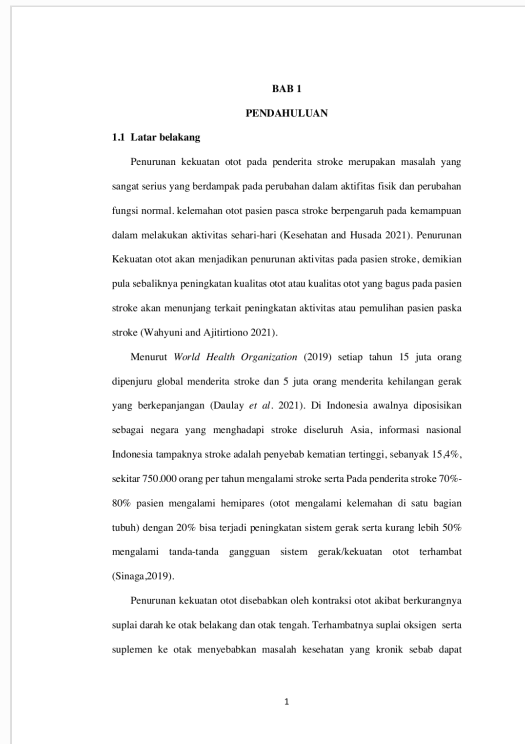 BAB 1
PENDAHULUAN
1.1 Latar belakang
Penurunan kekuatan otot pada penderita stroke merupakan masalah yang
sangat serius yang berdampak pada perubahan dalam aktifitas fisik dan perubahan
fungsi normal. kelemahan otot pasien pasca stroke berpengaruh pada kemampuan
dalam melakukan aktivitas sehari-hari (Kesehatan and Husada 2021). Penurunan
Kekuatan otot akan menjadikan penurunan aktivitas pada pasien stroke, demikian
pula sebaliknya peningkatan kualitas otot atau kualitas otot yang bagus pada pasien
stroke akan menunjang terkait peningkatan aktivitas atau pemulihan pasien paska
stroke (Wahyuni and Ajitirtiono 2021).
Menurut World Health Organization (2019) setiap tahun 15 juta orang
dipenjuru global menderita stroke dan 5 juta orang menderita kehilangan gerak
yang berkepanjangan (Daulay et al. 2021). Di Indonesia awalnya diposisikan
sebagai negara yang menghadapi stroke diseluruh Asia, informasi nasional
Indonesia tampaknya stroke adalah penyebab kematian tertinggi, sebanyak 15,4%,
sekitar 750.000 orang per tahun mengalami stroke serta Pada penderita stroke 70%-
80% pasien mengalami hemipares (otot mengalami kelemahan di satu bagian
tubuh) dengan 20% bisa terjadi peningkatan sistem gerak serta kurang lebih 50%
mengalami tanda-tanda gangguan sistem gerak/kekuatan otot terhambat
(Sinaga,2019).
Penurunan kekuatan otot disebabkan oleh kontraksi otot akibat berkurangnya
suplai darah ke otak belakang dan otak tengah. Terhambatnya suplai oksigen serta
suplemen ke otak menyebabkan masalah kesehatan yang kronik sebab dapat
1